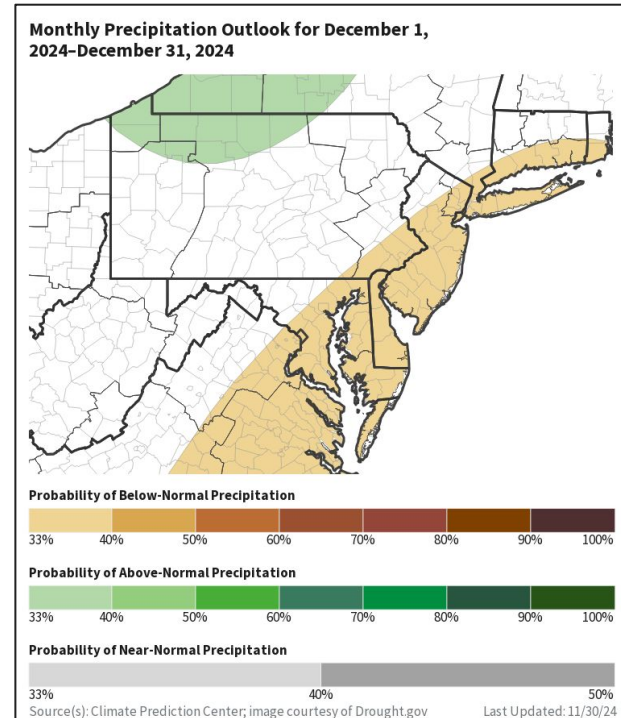 Monthly Precipitation Outlook for December 1,
2024–December 31, 2024
Probability of Below-Normal Precipitation
33% 40% 50% 60% 70% 80% 90% 100%
Probability of Above-Normal Precipitation
33% 40% 50% 60% 70% 80% 90% 100%
Probability of Near-Normal Precipitation
33% 40% 50%
Source(s): Climate Prediction Center; image courtesy of Drought.gov Last Updated: 11/30/24